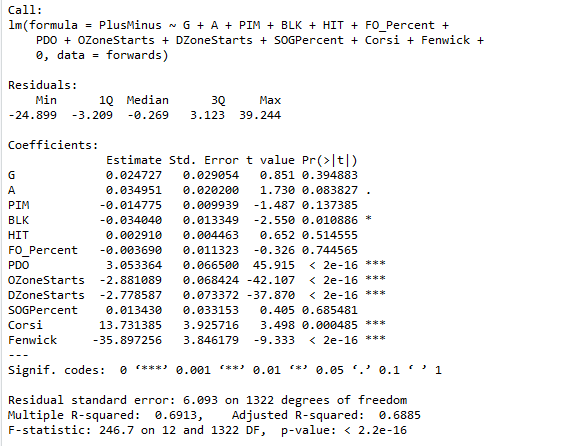 Call:
lm(formula = PlusMinus ~ G + A + PIM + BLK + HIT + FO_Percent +
    PDO + OZoneStarts + DZoneStarts + SOGPercent + Corsi + Fenwick +
    0, data = forwards)

Residuals:
    Min      1Q  Median      3Q     Max
-24.899  -3.209  -0.269   3.123  39.244

Coefficients:
              Estimate Std. Error t value Pr(>|t|)
G             0.024727   0.029054   0.851 0.394883
A             0.034951   0.020200   1.730 0.083827 .
PIM          -0.014775   0.009939  -1.487 0.137385
BLK          -0.034040   0.013349  -2.550 0.010886 *
HIT           0.002910   0.004463   0.652 0.514555
FO_Percent   -0.003690   0.011323  -0.326 0.744565
PDO           3.053364   0.066500  45.915  < 2e-16 ***
OZoneStarts  -2.881089   0.068424 -42.107  < 2e-16 ***
DZoneStarts  -2.778587   0.073372 -37.870  < 2e-16 ***
SOGPercent    0.013430   0.033153   0.405 0.685481
Corsi        13.731385   3.925716   3.498 0.000485 ***
Fenwick     -35.897256   3.846179  -9.333  < 2e-16 ***
---
Signif. codes:  0 ‘***’ 0.001 ‘**’ 0.01 ‘*’ 0.05 ‘.’ 0.1 ‘ ’ 1

Residual standard error: 6.093 on 1322 degrees of freedom
Multiple R-squared:  0.6913,    Adjusted R-squared:  0.6885
F-statistic: 246.7 on 12 and 1322 DF,  p-value: < 2.2e-16